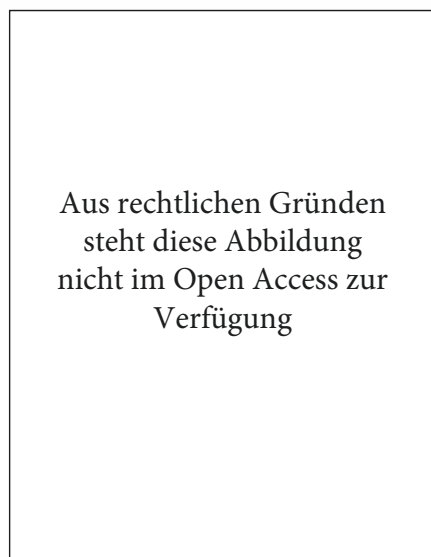 Aus rechtlichen Gründen
steht diese Abbildung
nicht im Open Access zur
Verfügung